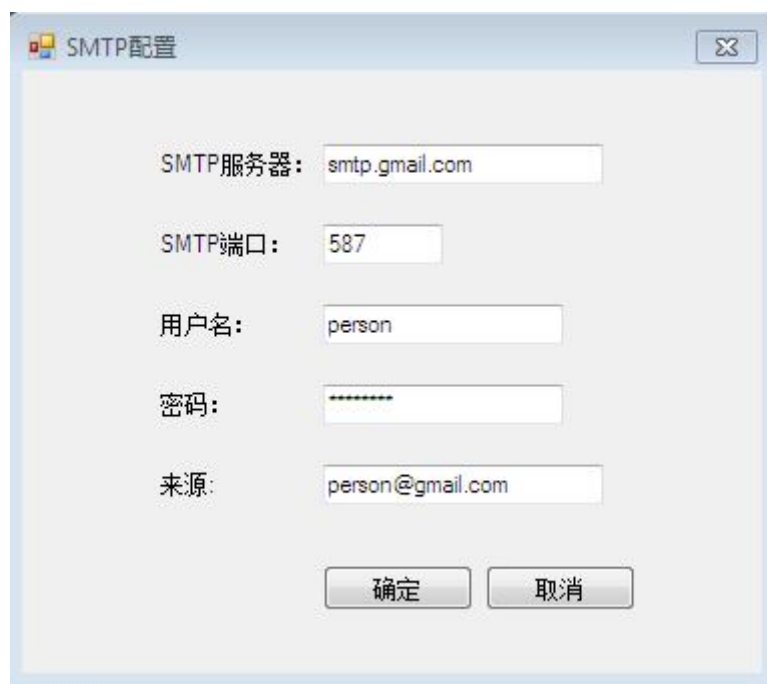 SMTP配置
SMTP服务器： smtp.gmail.com
SMTP端口： 587
用户名： person
密码： ********
来源: person@gmail.com
确定 取消